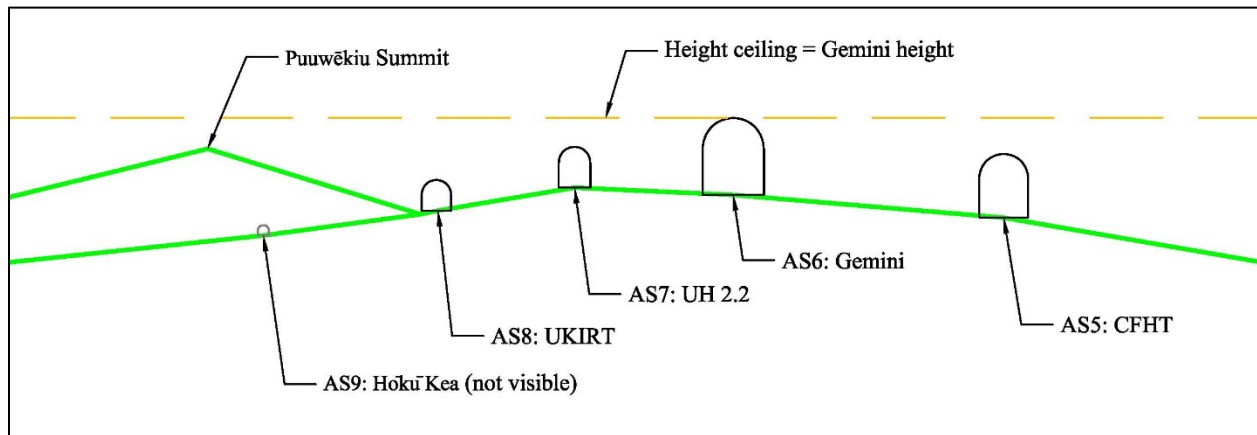 Puuwēkiu Summit
Height ceiling = Gemini height
AS6: Gemini
AS7: UH 2.2
AS5: CFHT
AS8: UKIRT
AS9: Hōkū Kea (not visible)